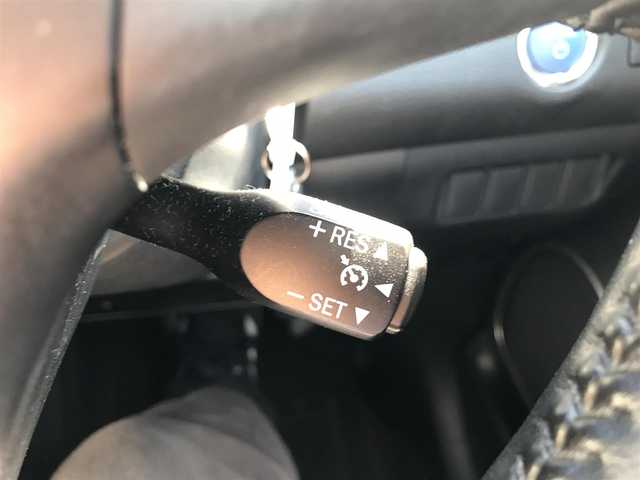 + RES ▲
◀
− SET ▼